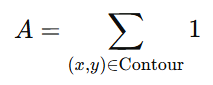 A = ∑ 1
(x,y)∈Contour